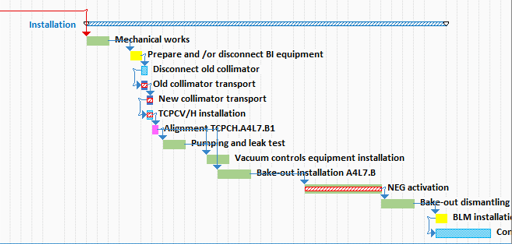 Installation
Mechanical works
Prepare and /or disconnect BI equipment
Disconnect old collimator
Old collimator transport
New collimator transport
TCPCV/H installation
Alignment TCPCH.A4L7.B1
Pumping and leak test
Vacuum controls equipment installation
Bake-out installation A4L7.B
NEG activation
Bake-out dismantling
BLM installatio
Con